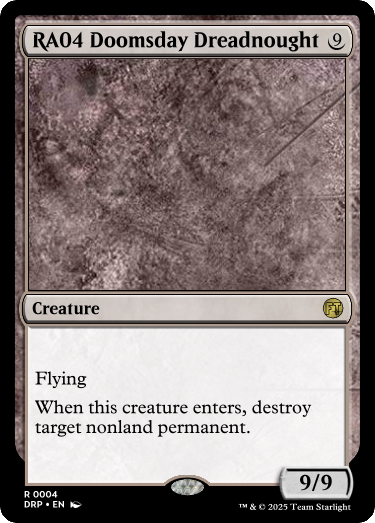 RA04 Doomsday Dreadnought 9
Creature
Flying
When this creature enters, destroy
target nonland permanent.
9/9
R 0004
DRP • EN
™ & © 2025 Team Starlight